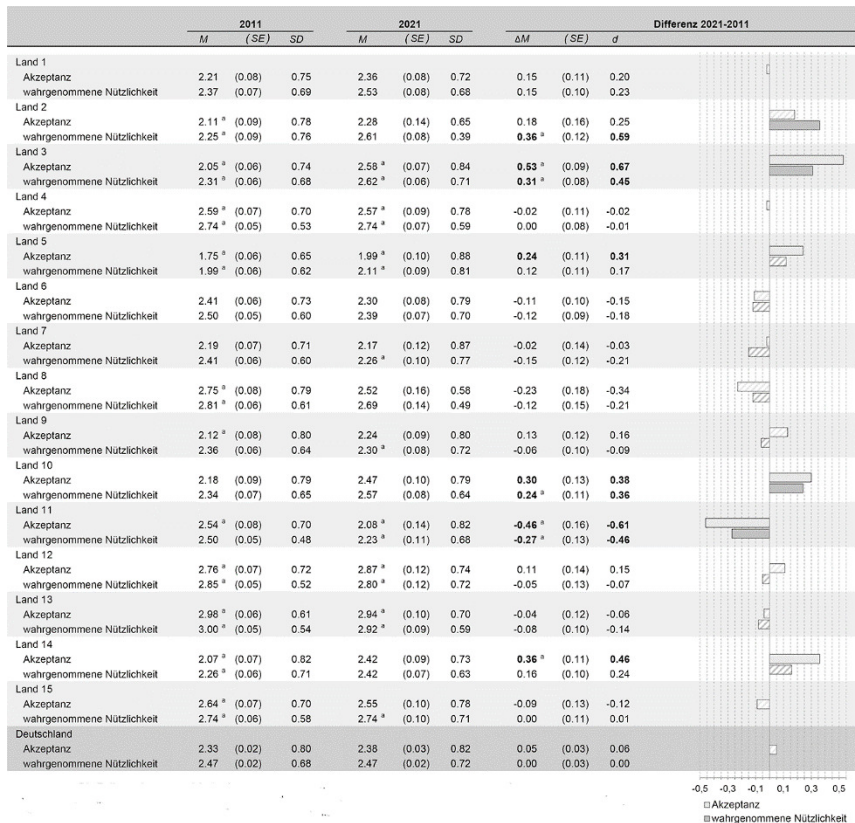 2011 2021 Differenz 2021-2011
M (SE) SD M (SE) SD ΔM (SE) d
Land 1
Akzeptanz 2.21 (0.08) 0.75 2.36 (0.08) 0.72 0.15 (0.11) 0.20
wahrgenommene Nützlichkeit 2.37 (0.07) 0.69 2.53 (0.08) 0.68 0.15 (0.10) 0.23
Land 2
Akzeptanz 2.11 a (0.09) 0.78 2.28 (0.14) 0.65 0.18 (0.16) 0.25
wahrgenommene Nützlichkeit 2.25 a (0.09) 0.76 2.61 (0.08) 0.39 0.36 a (0.12) 0.59
Land 3
Akzeptanz 2.05 a (0.06) 0.74 2.58 a (0.07) 0.84 0.53 a (0.09) 0.67
wahrgenommene Nützlichkeit 2.31 a (0.06) 0.68 2.62 a (0.06) 0.71 0.31 a (0.08) 0.45
Land 4
Akzeptanz 2.59 a (0.07) 0.70 2.57 a (0.09) 0.78 -0.02 (0.11) -0.02
wahrgenommene Nützlichkeit 2.74 a (0.05) 0.53 2.74 a (0.07) 0.59 0.00 (0.08) -0.01
Land 5
Akzeptanz 1.75 a (0.06) 0.65 1.99 a (0.10) 0.88 0.24 (0.11) 0.31
wahrgenommene Nützlichkeit 1.99 a (0.06) 0.62 2.11 a (0.09) 0.81 0.12 (0.11) 0.17
Land 6
Akzeptanz 2.41 (0.06) 0.73 2.30 (0.08) 0.79 -0.11 (0.10) -0.15
wahrgenommene Nützlichkeit 2.50 (0.05) 0.60 2.39 (0.07) 0.70 -0.12 (0.09) -0.18
Land 7
Akzeptanz 2.19 (0.07) 0.71 2.17 (0.12) 0.87 -0.02 (0.14) -0.03
wahrgenommene Nützlichkeit 2.41 (0.06) 0.60 2.26 a (0.10) 0.77 -0.15 (0.12) -0.21
Land 8
Akzeptanz 2.75 a (0.08) 0.79 2.52 (0.16) 0.58 -0.23 (0.18) -0.34
wahrgenommene Nützlichkeit 2.81 a (0.06) 0.61 2.69 (0.14) 0.49 -0.12 (0.15) -0.21
Land 9
Akzeptanz 2.12 a (0.08) 0.80 2.24 (0.09) 0.80 0.13 (0.12) 0.16
wahrgenommene Nützlichkeit 2.36 (0.06) 0.64 2.30 a (0.08) 0.72 -0.06 (0.10) -0.09
Land 10
Akzeptanz 2.18 (0.09) 0.79 2.47 (0.10) 0.79 0.30 (0.13) 0.38
wahrgenommene Nützlichkeit 2.34 (0.07) 0.65 2.57 (0.08) 0.64 0.24 a (0.11) 0.36
Land 11
Akzeptanz 2.54 a (0.08) 0.70 2.08 a (0.14) 0.82 -0.46 a (0.16) -0.61
wahrgenommene Nützlichkeit 2.50 (0.05) 0.48 2.23 a (0.11) 0.68 -0.27 a (0.13) -0.46
Land 12
Akzeptanz 2.76 a (0.07) 0.72 2.87 a (0.12) 0.74 0.11 (0.14) 0.15
wahrgenommene Nützlichkeit 2.85 a (0.05) 0.52 2.80 a (0.12) 0.72 -0.05 (0.13) -0.07
Land 13
Akzeptanz 2.98 a (0.06) 0.61 2.94 a (0.10) 0.70 -0.04 (0.12) -0.06
wahrgenommene Nützlichkeit 3.00 a (0.05) 0.54 2.92 a (0.09) 0.59 -0.08 (0.10) -0.14
Land 14
Akzeptanz 2.07 a (0.07) 0.82 2.42 (0.09) 0.73 0.36 a (0.11) 0.46
wahrgenommene Nützlichkeit 2.26 a (0.06) 0.71 2.42 (0.07) 0.63 0.16 (0.10) 0.24
Land 15
Akzeptanz 2.64 a (0.07) 0.70 2.55 (0.10) 0.78 -0.09 (0.13) -0.12
wahrgenommene Nützlichkeit 2.74 a (0.06) 0.58 2.74 a (0.10) 0.71 0.00 (0.11) 0.01
Deutschland
Akzeptanz 2.33 (0.02) 0.80 2.38 (0.03) 0.82 0.05 (0.03) 0.06
wahrgenommene Nützlichkeit 2.47 (0.02) 0.68 2.47 (0.02) 0.72 0.00 (0.03) 0.00
-0,5 -0,3 -0,1 0,1 0,3 0,5
Akzeptanz
wahrgenommene Nützlichkeit